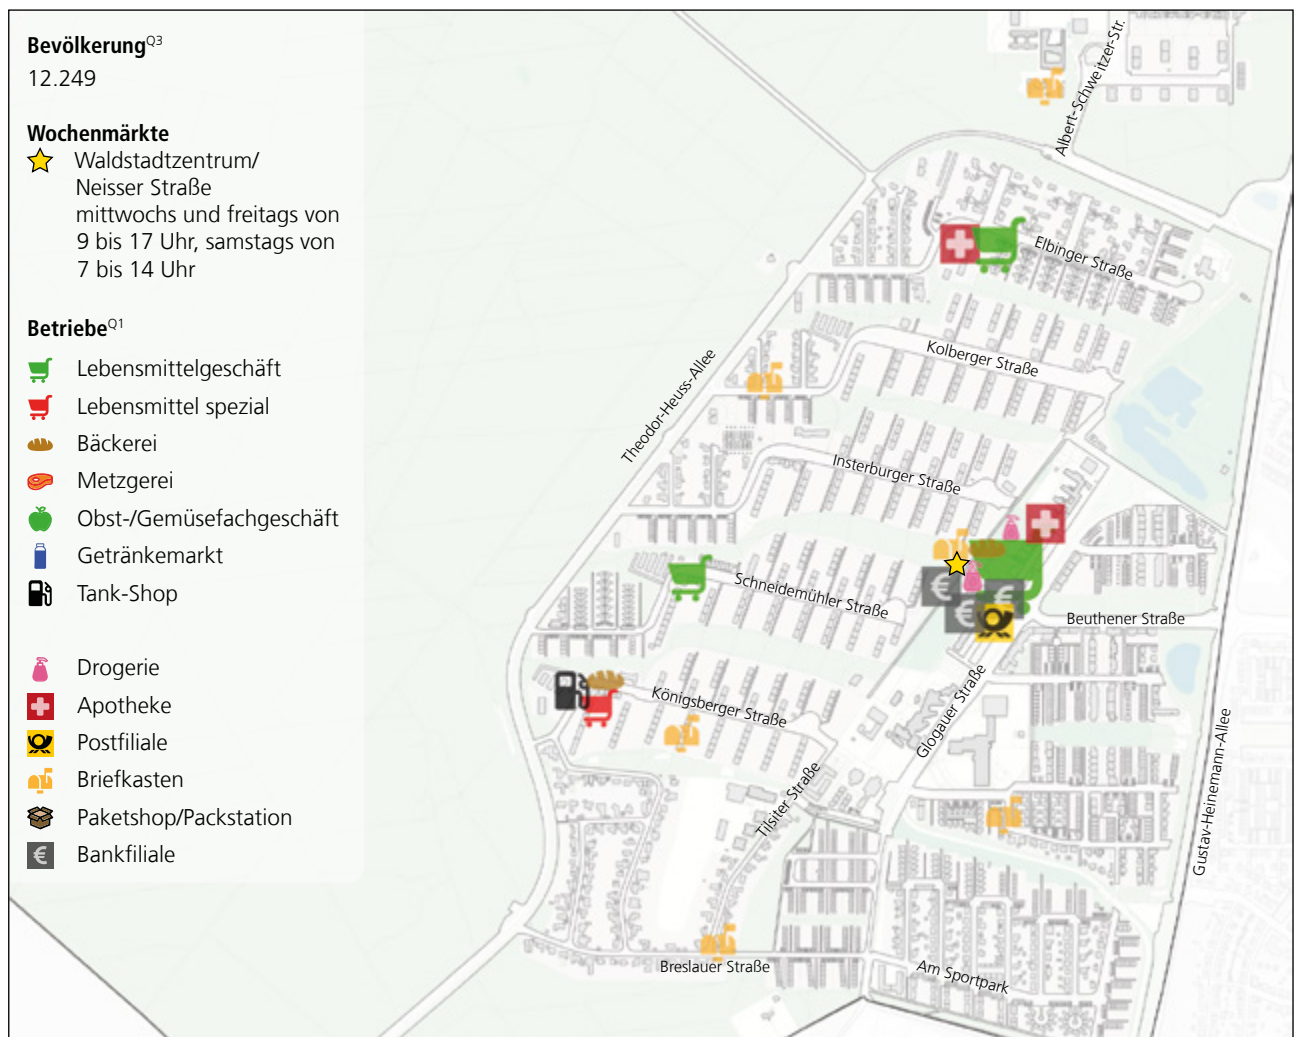 Bevölkerung Q3
12.249
Wochenmärkte
Waldstadtzentrum/
Neisser Straße
mittwochs und freitags von
9 bis 17 Uhr, samstags von
7 bis 14 Uhr
Betriebe Q1
Lebensmittelgeschäft
Lebensmittel spezial
Bäckerei
Metzgerei
Obst-/Gemüsefachgeschäft
Getränkemarkt
Tank-Shop
Drogerie
Apotheke
Postfiliale
Briefkasten
Paketshop/Packstation
€ Bankfiliale
Albert-Schweitzer-Str.
Elbinger Straße
Kolberger Straße
Theodor-Heuss-Allee
Insterburger Straße
Schneidemühler Straße
€
€
€
Beuthener Straße
Königsberger Straße
Glogauer Straße
Tilsiter Straße
Gustav-Heinemann-Allee
Breslauer Straße
Am Sportpark